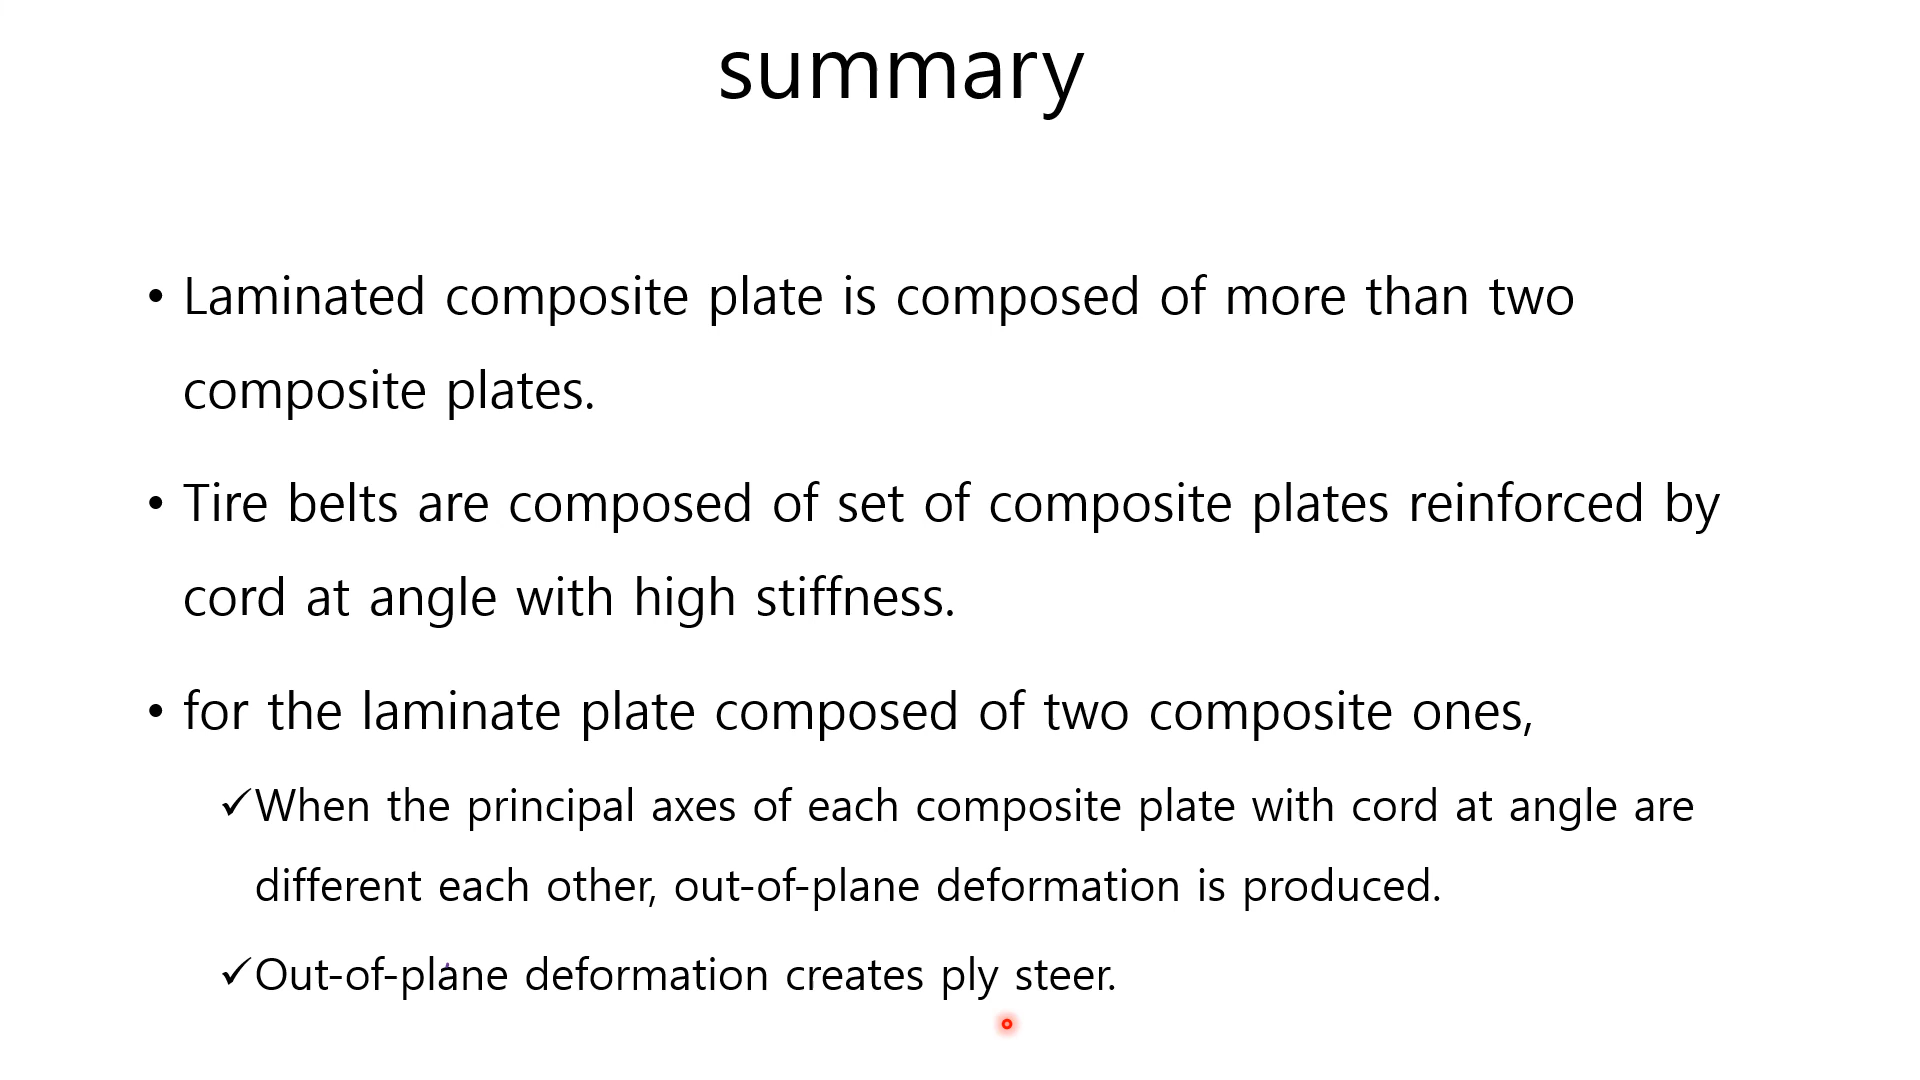 summary
• Laminated composite plate is composed of more than two
composite plates.
• Tire belts are composed of set of composite plates reinforced by
cord at angle with high stiffness.
• for the laminate plate composed of two composite ones,
✓When the principal axes of each composite plate with cord at angle are
different each other, out-of-plane deformation is produced.
✓Out-of-plane deformation creates ply steer.